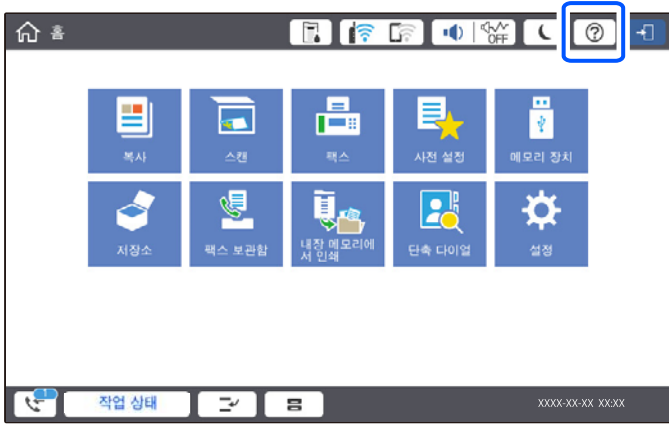 홈
OFF
복사
스캔
팩스
사전 설정
메모리 장치
저장소
팩스 보관함
내장 메모리에
서 인쇄
단축 다이얼
설정
1
작업 상태
XXXX-XX-XX XX:XX